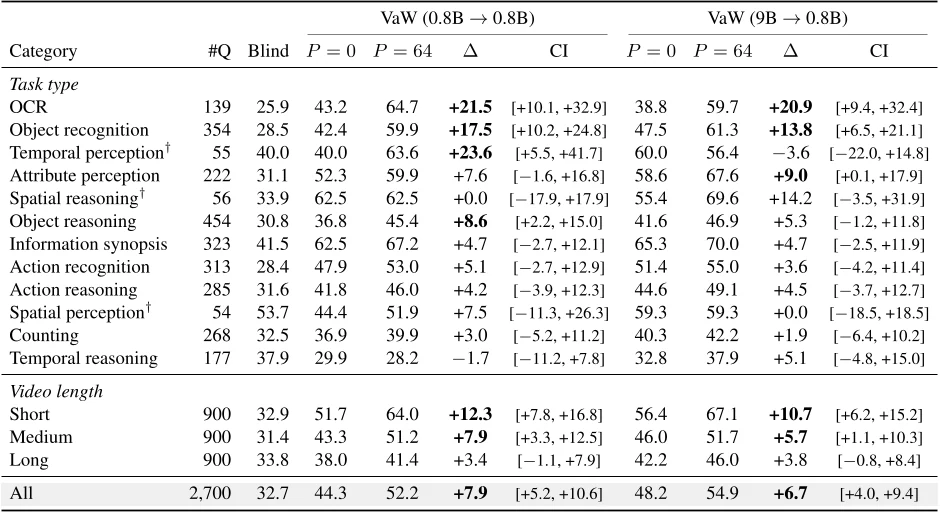 VaW (0.8B → 0.8B) VaW (9B → 0.8B)
Category #Q Blind P = 0 P = 64 Δ CI P = 0 P = 64 Δ CI
Task type
OCR 139 25.9 43.2 64.7 +21.5 [+10.1, +32.9] 38.8 59.7 +20.9 [+9.4, +32.4]
Object recognition 354 28.5 42.4 59.9 +17.5 [+10.2, +24.8] 47.5 61.3 +13.8 [+6.5, +21.1]
Temporal perception† 55 40.0 40.0 63.6 +23.6 [+5.5, +41.7] 60.0 56.4 −3.6 [−22.0, +14.8]
Attribute perception 222 31.1 52.3 59.9 +7.6 [−1.6, +16.8] 58.6 67.6 +9.0 [+0.1, +17.9]
Spatial reasoning† 56 33.9 62.5 62.5 +0.0 [−17.9, +17.9] 55.4 69.6 +14.2 [−3.5, +31.9]
Object reasoning 454 30.8 36.8 45.4 +8.6 [+2.2, +15.0] 41.6 46.9 +5.3 [−1.2, +11.8]
Information synopsis 323 41.5 62.5 67.2 +4.7 [−2.7, +12.1] 65.3 70.0 +4.7 [−2.5, +11.9]
Action recognition 313 28.4 47.9 53.0 +5.1 [−2.7, +12.9] 51.4 55.0 +3.6 [−4.2, +11.4]
Action reasoning 285 31.6 41.8 46.0 +4.2 [−3.9, +12.3] 44.6 49.1 +4.5 [−3.7, +12.7]
Spatial perception† 54 53.7 44.4 51.9 +7.5 [−11.3, +26.3] 59.3 59.3 +0.0 [−18.5, +18.5]
Counting 268 32.5 36.9 39.9 +3.0 [−5.2, +11.2] 40.3 42.2 +1.9 [−6.4, +10.2]
Temporal reasoning 177 37.9 29.9 28.2 −1.7 [−11.2, +7.8] 32.8 37.9 +5.1 [−4.8, +15.0]
Video length
Short 900 32.9 51.7 64.0 +12.3 [+7.8, +16.8] 56.4 67.1 +10.7 [+6.2, +15.2]
Medium 900 31.4 43.3 51.2 +7.9 [+3.3, +12.5] 46.0 51.7 +5.7 [+1.1, +10.3]
Long 900 33.8 38.0 41.4 +3.4 [−1.1, +7.9] 42.2 46.0 +3.8 [−0.8, +8.4]
All 2,700 32.7 44.3 52.2 +7.9 [+5.2, +10.6] 48.2 54.9 +6.7 [+4.0, +9.4]